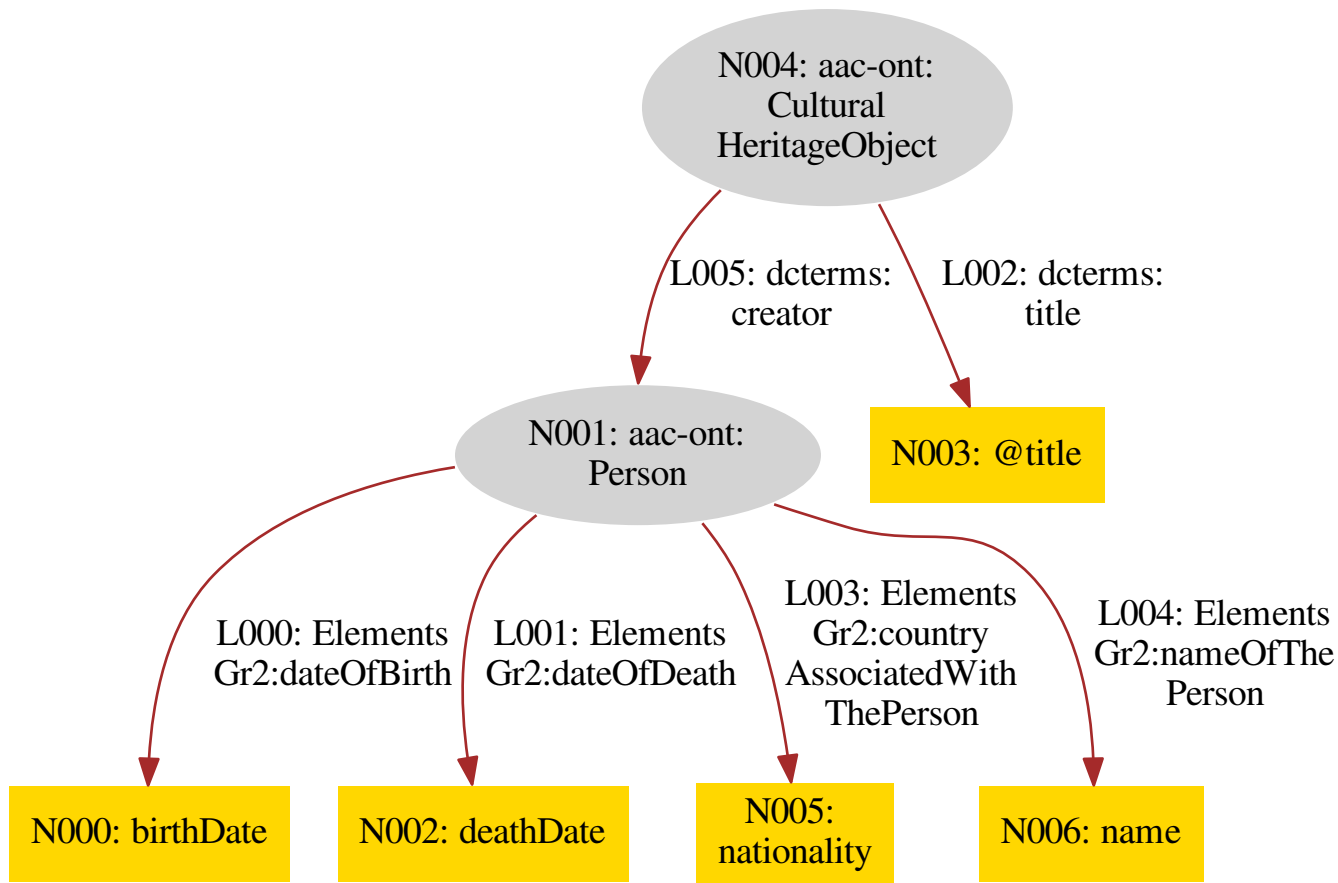 N004: aac-ont:
Cultural
HeritageObject
L005: dcterms:
creator
L002: dcterms:
title
N001: aac-ont:
Person
N003: @title
L000: Elements
Gr2:dateOfBirth
L001: Elements
Gr2:dateOfDeath
L003: Elements
Gr2:country
AssociatedWith
ThePerson
L004: Elements
Gr2:nameOfThe
Person
N000: birthDate
N002: deathDate
N005:
nationality
N006: name